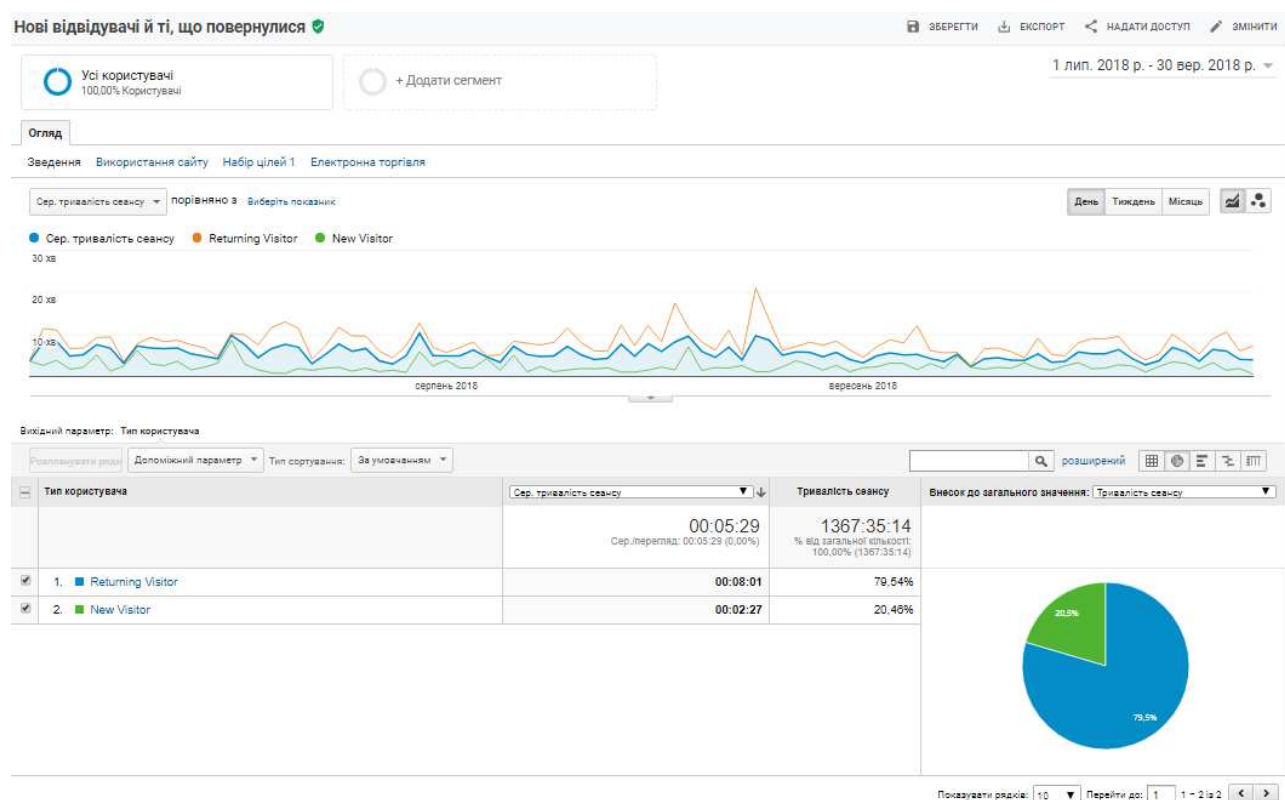 Нові відвідувачі й ті, що повернулися
ЗБЕРЕГТИ ЕКСПОРТ НАДАТИ ДОСТУП ЗМІНИТИ
Усі користувачі
100,00% Користувачі
+ Додати сегмент
1 лип. 2018 р. - 30 вер. 2018 р.
Огляд
Зведення Використання сайту Набір цілей 1 Електронна торгівля
Сер. тривалість сеансу порівняно з Виберіть показник
День Тиждень Місяць
Сер. тривалість сеансу Returning Visitor New Visitor
30 хв
20 хв
10 хв
серпень 2018 вересень 2018
Вихідний параметр: Тип користувача
Розпланувати ряди Допоміжний параметр Тип сортування: За умовчанням розширений
Тип користувача Сер. тривалість сеансу Тривалість сеансу Внесок до загального значення: Тривалість сеансу
00:05:29 1367:35:14
Сер./перегляд: 00:05:29 (0,00%) % від загальної кількості:
100,00% (1367:35:14)
1. Returning Visitor 00:08:01 79,54%
2. New Visitor 00:02:27 20,46%
20,5%
79,5%
Показувати рядків: 10 Перейти до: 1 1 – 2 із 2